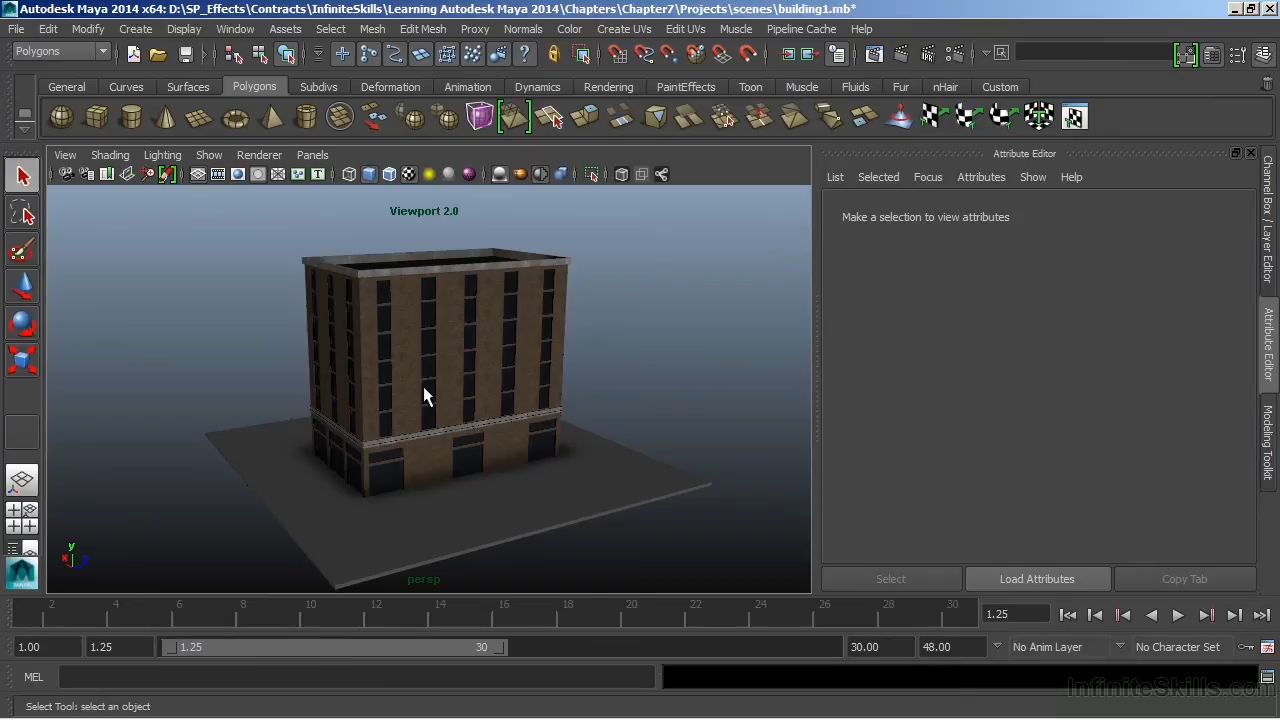 Autodesk Maya 2014 x64: D:\SP_Effects\Contracts\InfiniteSkills\Learning Autodesk Maya 2014\Chapters\Chapter7\Projects\scenes\building1.mb*
File Edit Modify Create Display Window Assets Select Mesh Edit Mesh Proxy Normals Color Create UVs Edit UVs Muscle Pipeline Cache Help
Polygons
General Curves Surfaces Polygons Subdivs Deformation Animation Dynamics Rendering PaintEffects Toon Muscle Fluids Fur nHair Custom
View Shading Lighting Show Renderer Panels
Attribute Editor
List Selected Focus Attributes Show Help
Viewport 2.0
Make a selection to view attributes
Channel Box / Layer Editor
Attribute Editor
Modeling Toolkit
y
x
persp
Select Load Attributes Copy Tab
2 4 6 8 10 12 14 16 18 20 22 24 26 28 30
1.25
1.00 1.25 1.25 30 30.00 48.00 No Anim Layer No Character Set
MEL
InfiniteSkills.com
Select Tool: select an object